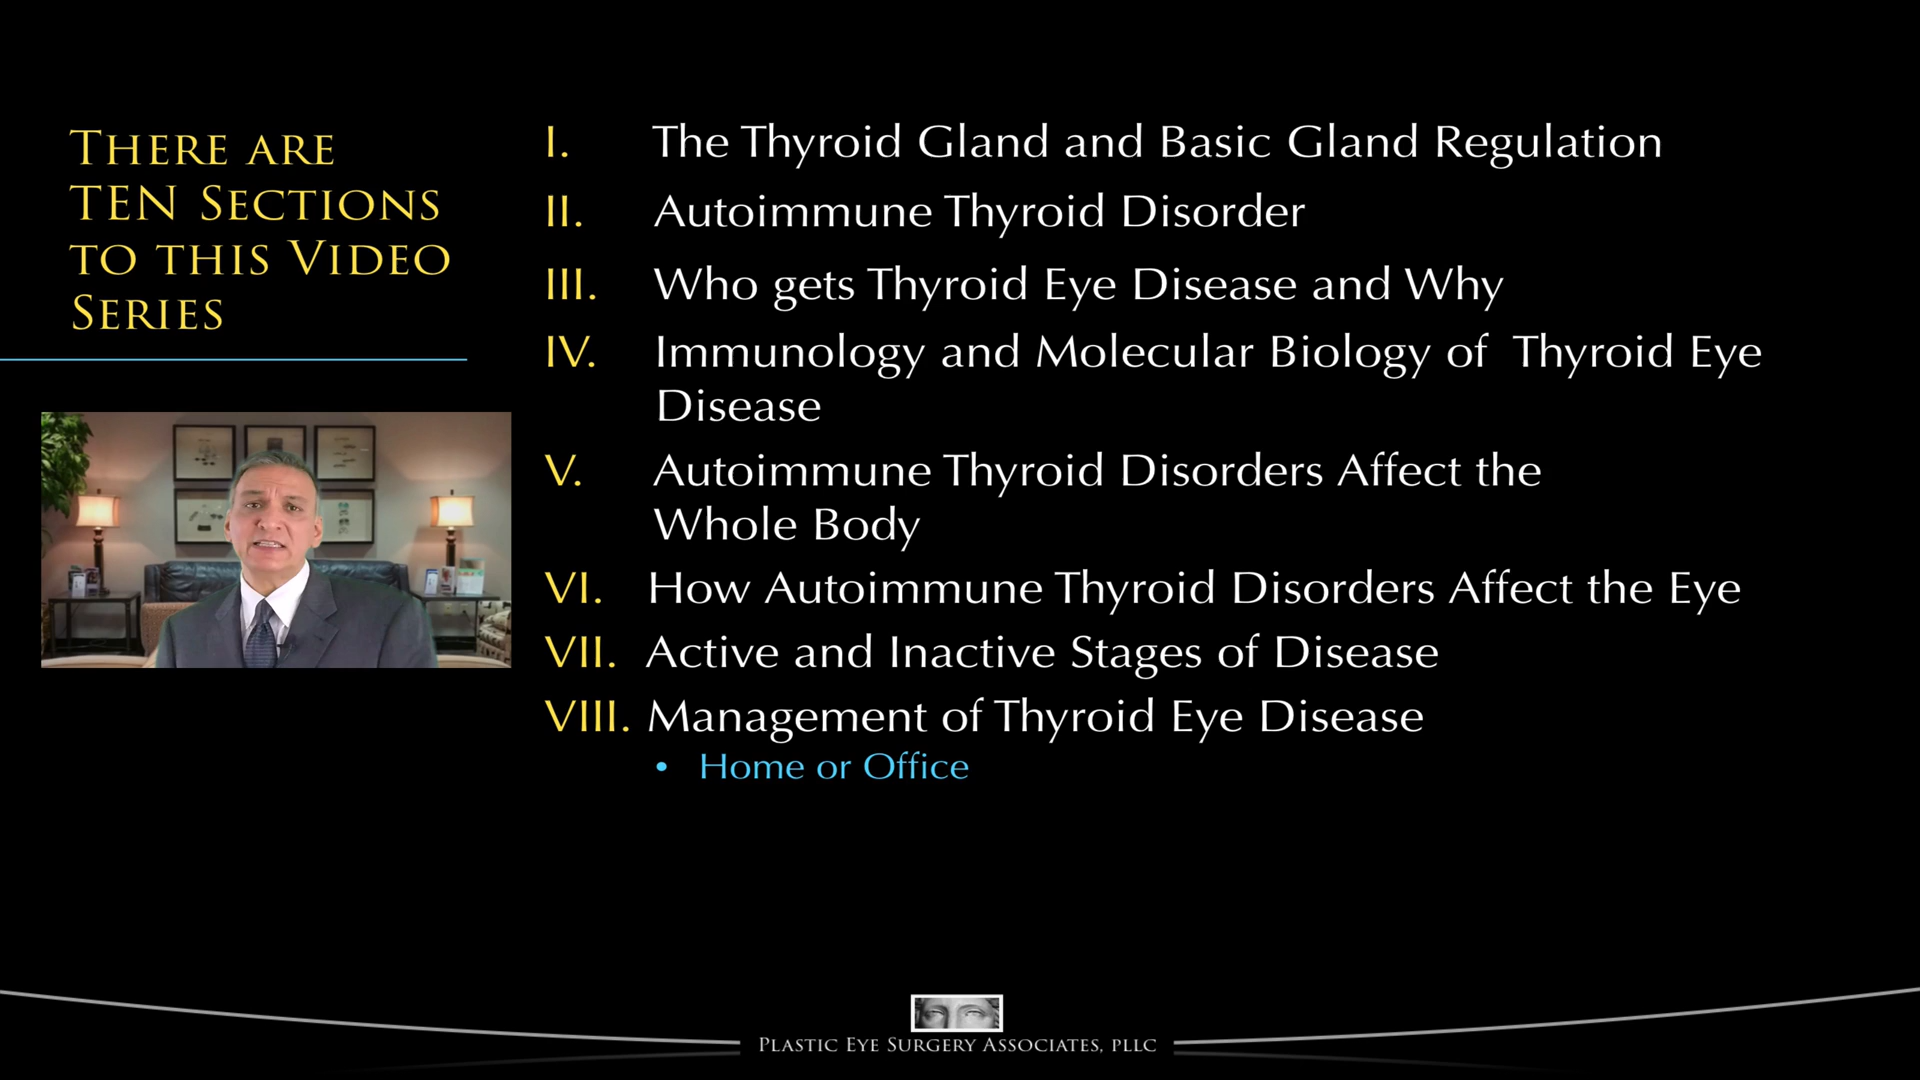 THERE ARE
TEN SECTIONS
TO THIS VIDEO
SERIES
I. The Thyroid Gland and Basic Gland Regulation
II. Autoimmune Thyroid Disorder
III. Who gets Thyroid Eye Disease and Why
IV. Immunology and Molecular Biology of Thyroid Eye
Disease
V. Autoimmune Thyroid Disorders Affect the
Whole Body
VI. How Autoimmune Thyroid Disorders Affect the Eye
VII. Active and Inactive Stages of Disease
VIII. Management of Thyroid Eye Disease
• Home or Office
PLASTIC EYE SURGERY ASSOCIATES, PLLC